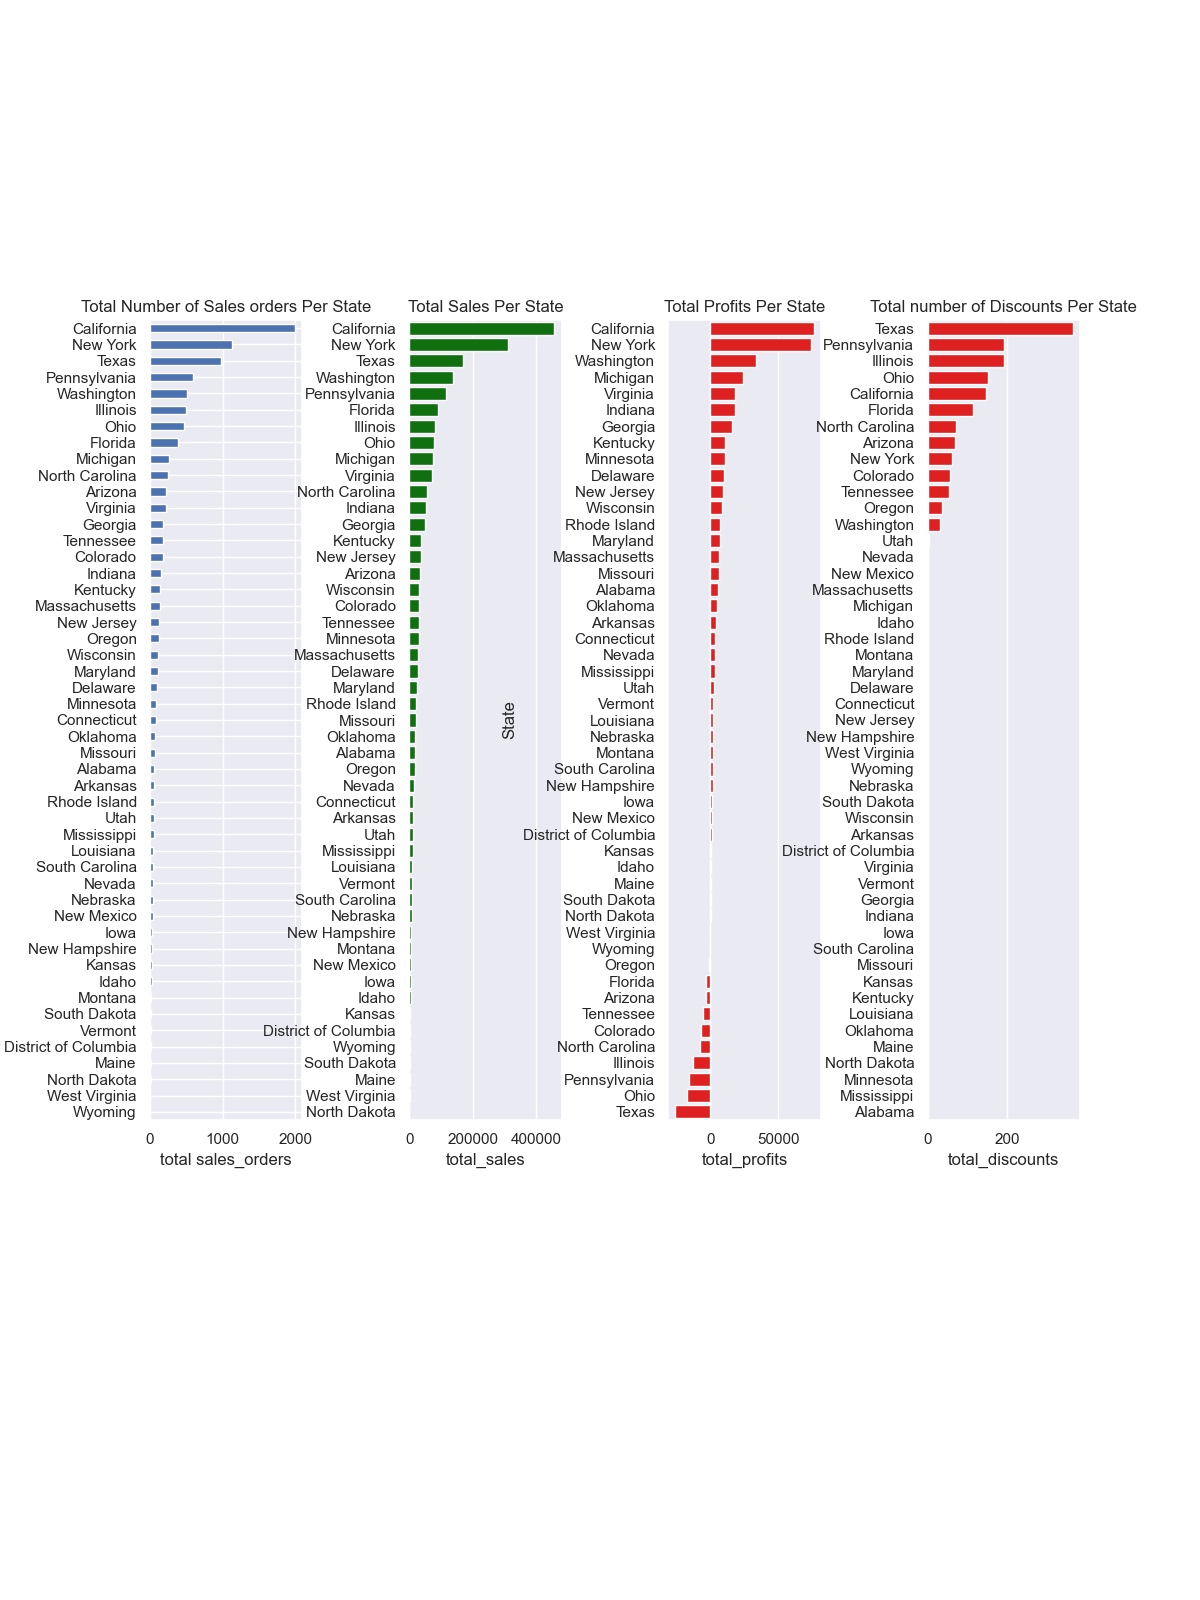 Total Number of Sales orders Per State
California
New York
Texas
Pennsylvania
Washington
Illinois
Ohio
Florida
Michigan
North Carolina
Arizona
Virginia
Georgia
Tennessee
Colorado
Indiana
Kentucky
Massachusetts
New Jersey
Oregon
Wisconsin
Maryland
Delaware
Minnesota
Connecticut
Oklahoma
Missouri
Alabama
Arkansas
Rhode Island
Utah
Mississippi
Louisiana
South Carolina
Nevada
Nebraska
New Mexico
Iowa
New Hampshire
Kansas
Idaho
Montana
South Dakota
Vermont
District of Columbia
Maine
North Dakota
West Virginia
Wyoming
0 1000 2000
total sales_orders
Total Sales Per State
California
New York
Texas
Washington
Pennsylvania
Florida
Illinois
Ohio
Michigan
Virginia
North Carolina
Indiana
Georgia
Kentucky
New Jersey
Arizona
Wisconsin
Colorado
Tennessee
Minnesota
Massachusetts
Delaware
Maryland
Rhode Island
Missouri
Oklahoma
Alabama
Oregon
Nevada
Connecticut
Arkansas
Utah
Mississippi
Louisiana
Vermont
South Carolina
Nebraska
New Hampshire
Montana
New Mexico
Iowa
Idaho
Kansas
District of Columbia
Wyoming
South Dakota
Maine
West Virginia
North Dakota
0 200000 400000
total_sales
State
Total Profits Per State
California
New York
Washington
Michigan
Virginia
Indiana
Georgia
Kentucky
Minnesota
Delaware
New Jersey
Wisconsin
Rhode Island
Maryland
Massachusetts
Missouri
Alabama
Oklahoma
Arkansas
Connecticut
Nevada
Mississippi
Utah
Vermont
Louisiana
Nebraska
Montana
South Carolina
New Hampshire
Iowa
New Mexico
District of Columbia
Kansas
Idaho
Maine
South Dakota
North Dakota
West Virginia
Wyoming
Oregon
Florida
Arizona
Tennessee
Colorado
North Carolina
Illinois
Pennsylvania
Ohio
Texas
0 50000
total_profits
Total number of Discounts Per State
Texas
Pennsylvania
Illinois
Ohio
California
Florida
North Carolina
Arizona
New York
Colorado
Tennessee
Oregon
Washington
Utah
Nevada
New Mexico
Massachusetts
Michigan
Idaho
Rhode Island
Montana
Maryland
Delaware
Connecticut
New Jersey
New Hampshire
West Virginia
Wyoming
Nebraska
South Dakota
Wisconsin
Arkansas
District of Columbia
Virginia
Vermont
Georgia
Indiana
Iowa
South Carolina
Missouri
Kansas
Kentucky
Louisiana
Oklahoma
Maine
North Dakota
Minnesota
Mississippi
Alabama
0 200
total_discounts